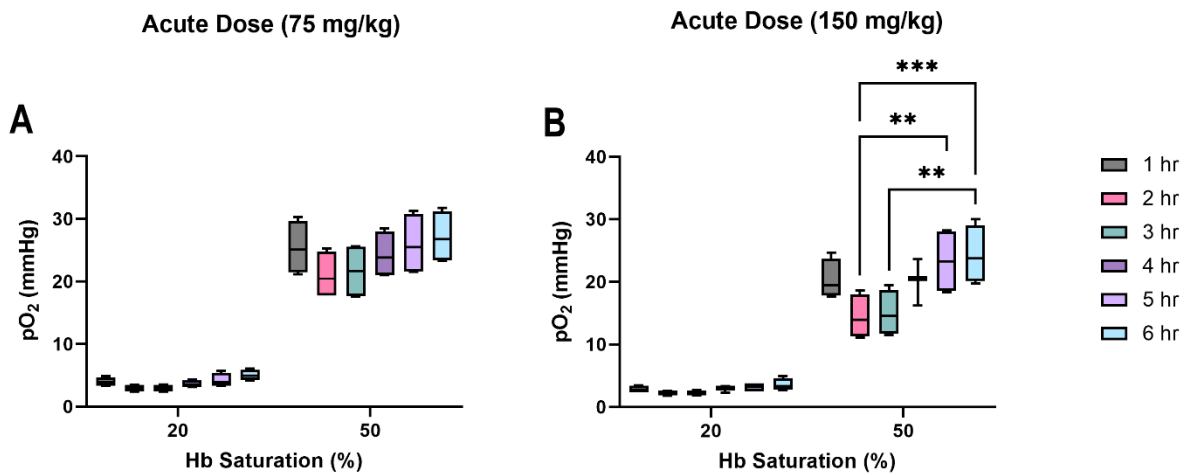 Acute Dose (75 mg/kg)
Acute Dose (150 mg/kg)
A
40
30
20
10
0
pO₂ (mmHg)
20
50
Hb Saturation (%)
B
***
**
**
40
30
20
10
0
pO₂ (mmHg)
20
50
Hb Saturation (%)
1 hr
2 hr
3 hr
4 hr
5 hr
6 hr